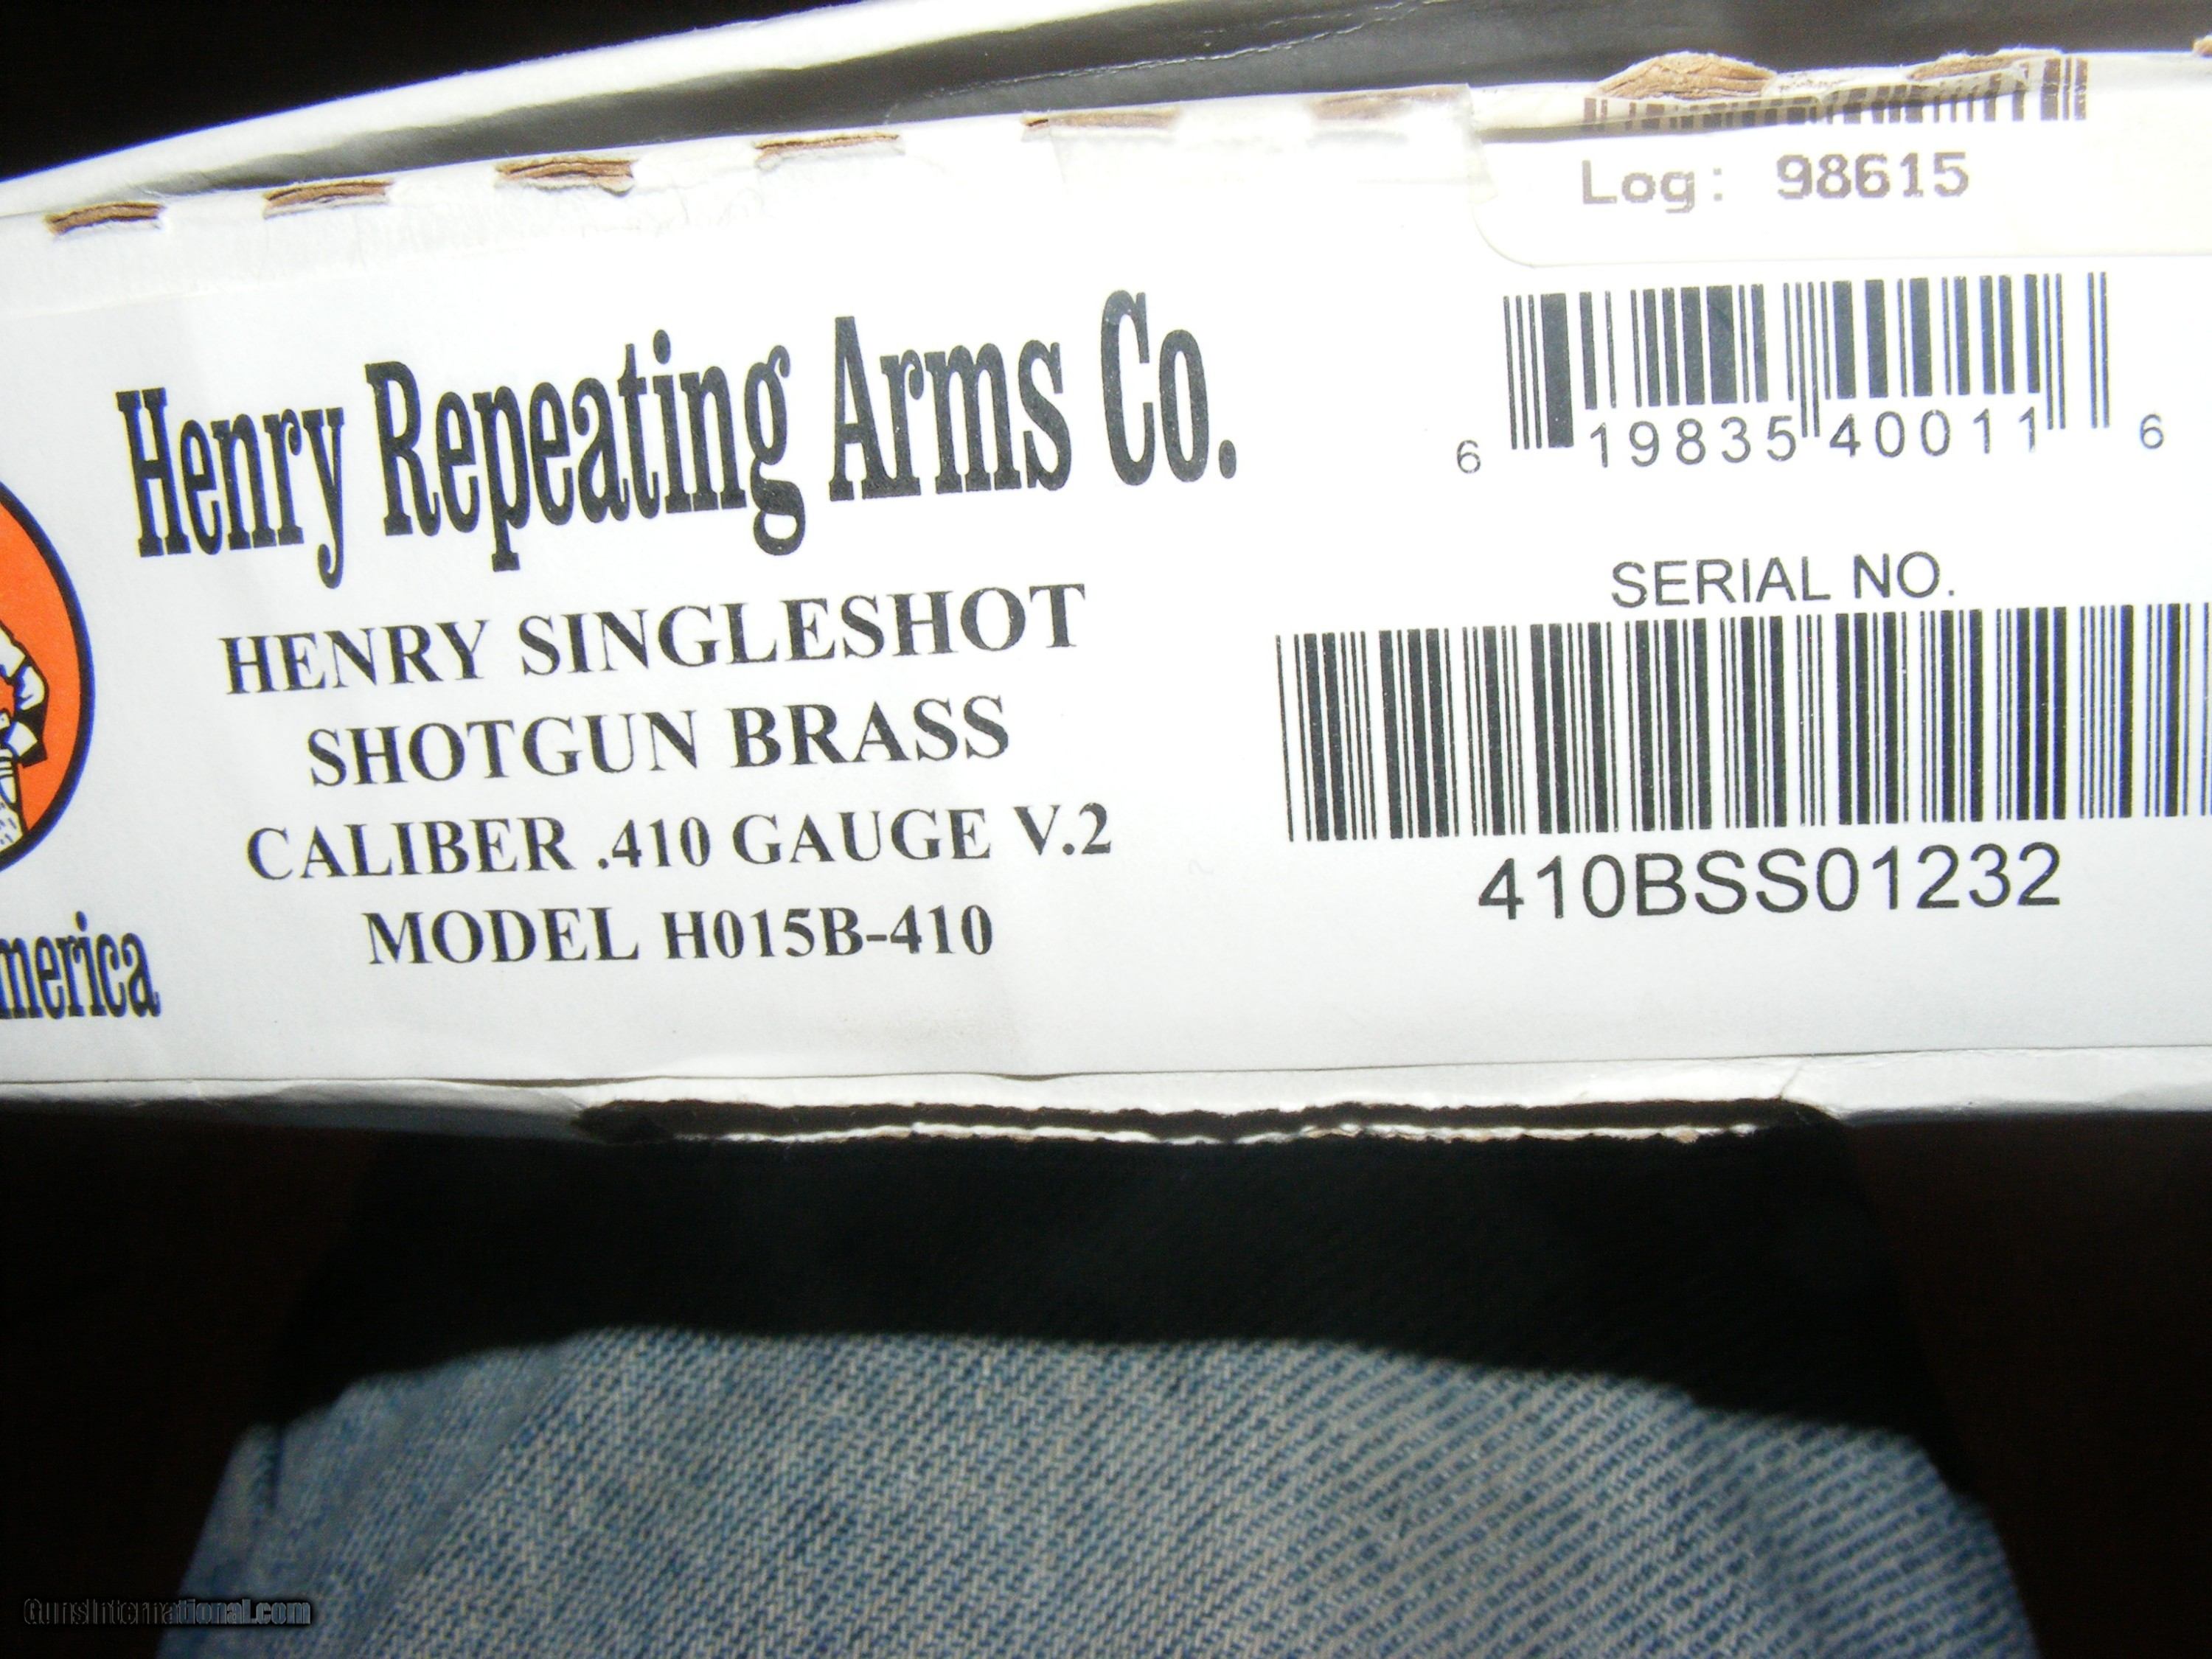 Log: 98615
Henry Repeating Arms Co.
6 19835 40011 6
HENRY SINGLESHOT
SHOTGUN BRASS
CALIBER .410 GAUGE V.2
MODEL H015B-410
SERIAL NO.
410BSS01232
merica
GunsInternational.com